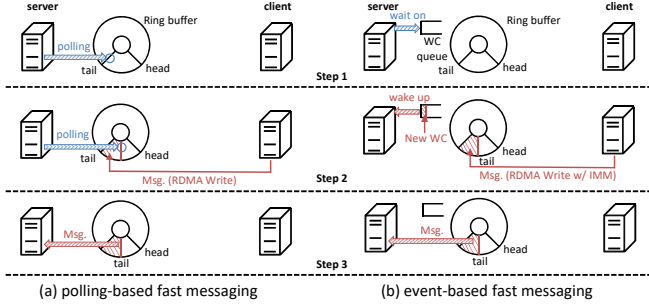 server
client
server
client
Ring buffer
polling
tail
head
wait on
WC
queue
tail
Ring buffer
head
Step 1
polling
tail
head
Msg. (RDMA Write)
wake up
New WC
tail
head
Msg. (RDMA Write w/ IMM)
Step 2
Msg.
tail
head
Msg.
tail
head
Step 3
(a) polling-based fast messaging
(b) event-based fast messaging